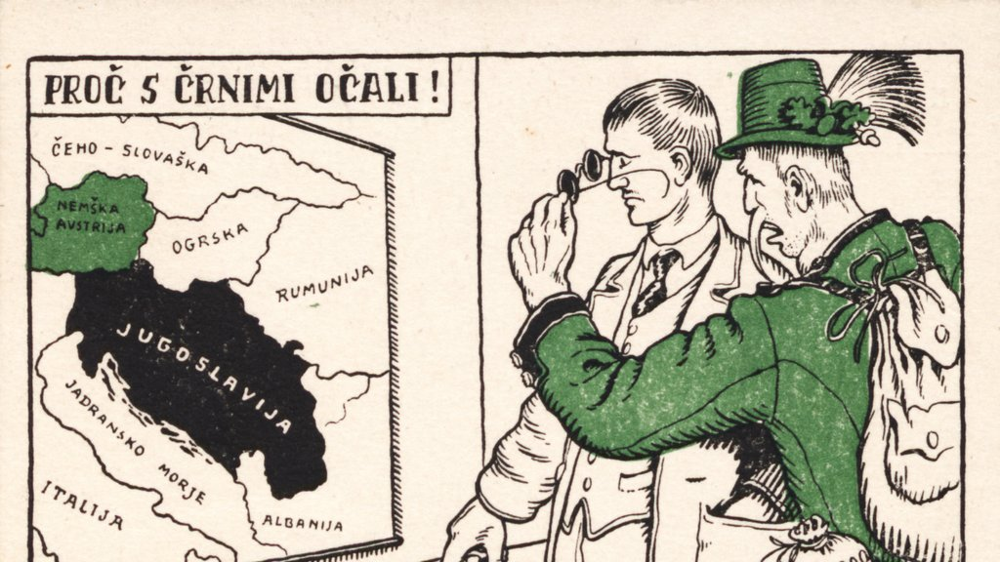 PROČ S ČRNIMI OČALI!
ČEHO-SLOVAŠKA
NEMŠKA
AVSTRIJA
OGRSKA
RUMUNIJA
JUGOSLAVIJA
JADRANSKO
MORJE
ITALIJA
ALBANIJA